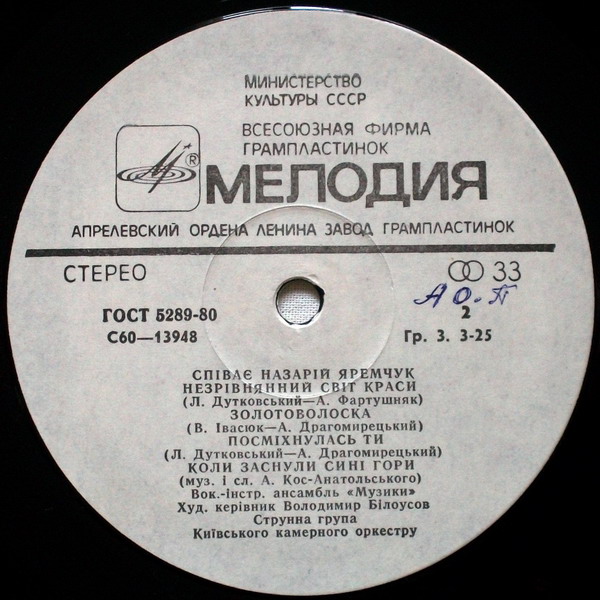 МИНИСТЕРСТВО
КУЛЬТУРЫ СССР
ВСЕСОЮЗНАЯ ФИРМА
ГРАМПЛАСТИНОК
®
МЕЛОДИЯ
АПРЕЛЕВСКИЙ ОРДЕНА ЛЕНИНА ЗАВОД ГРАМПЛАСТИНОК
СТЕРЕО 33
А О.-П
ГОСТ 5289-80 2
С60—13948 Гр. 3. 3-25
СПІВАЄ НАЗАРІЙ ЯРЕМЧУК
НЕЗРІВНЯННИЙ СВІТ КРАСИ
(Л. Дутковський—А. Фартушняк)
ЗОЛОТОВОЛОСКА
(В. Івасюк—А. Драгомирецький)
ПОСМІХНУЛАСЬ ТИ
(Л. Дутковський—А. Драгомирецький)
КОЛИ ЗАСНУЛИ СИНІ ГОРИ
(муз. і сл. А. Кос-Анатольського)
Вок.-інстр. ансамбль «Музики»
Худ. керівник Володимир Білоусов
Струнна група
Київського камерного оркестру